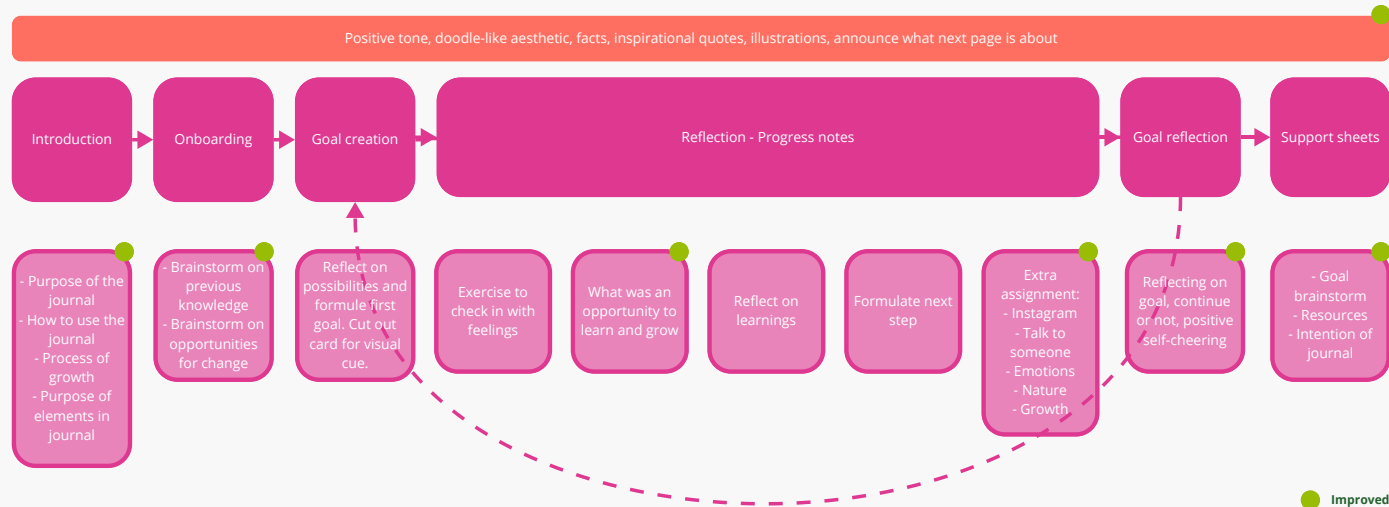 Positive tone, doodle-like aesthetic, facts, inspirational quotes, illustrations, announce what next page is about
Introduction
Onboarding
Goal creation
Reflection - Progress notes
Goal reflection
Support sheets
- Purpose of the
journal
- How to use the
journal
- Process of
growth
- Purpose of
elements in
journal
- Brainstorm on
previous
knowledge
- Brainstorm on
opportunities
for change
Reflect on
possibilities and
formule first
goal. Cut out
card for visual
cue.
Exercise to
check in with
feelings
What was an
opportunity to
learn and grow
Reflect on
learnings
Formulate next
step
Extra
assignment:
- Instagram
- Talk to
someone
- Emotions
- Nature
- Growth
Reflecting on
goal, continue
or not, positive
self-cheering
- Goal
brainstorm
- Resources
- Intention of
journal
Improved